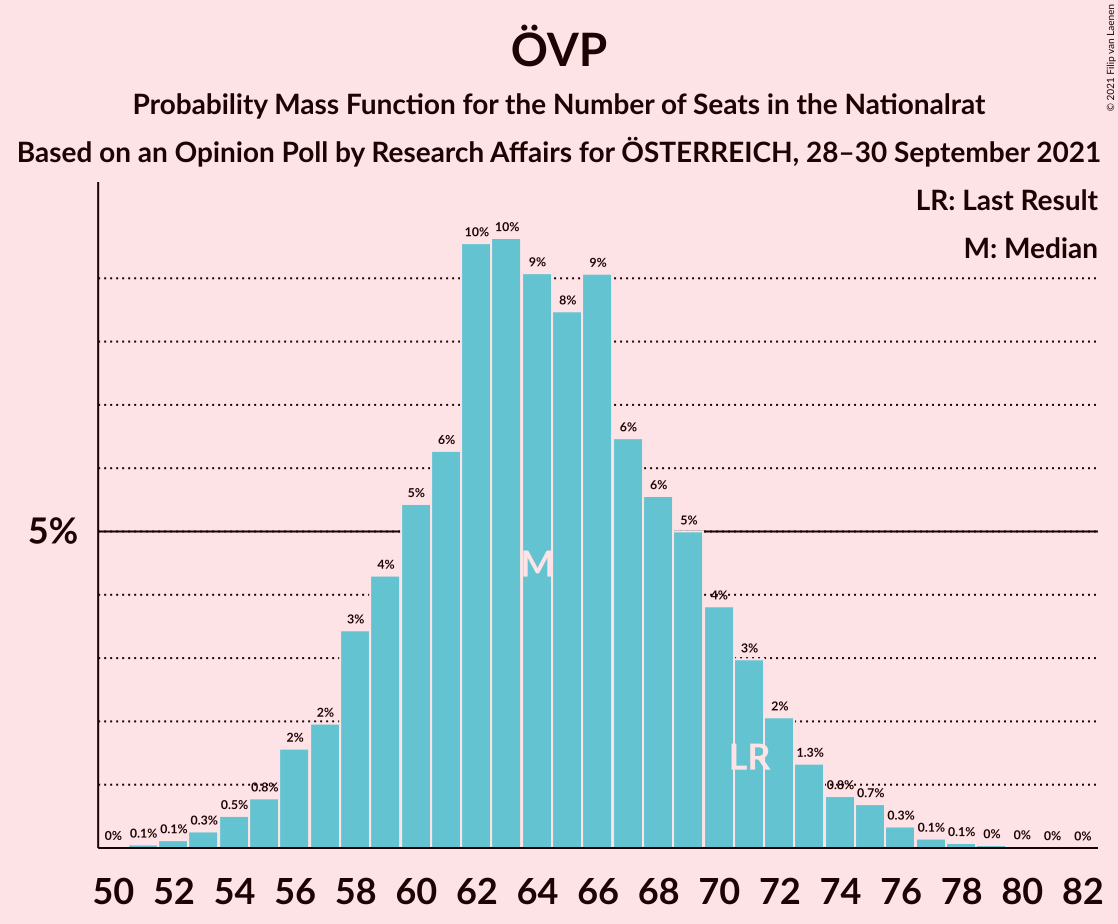 ÖVP
Probability Mass Function for the Number of Seats in the Nationalrat
Based on an Opinion Poll by Research Affairs for ÖSTERREICH, 28–30 September 2021
© 2021 Filip van Laenen
LR: Last Result
M: Median
5%
0% 0.1% 0.1% 0.3% 0.5% 0.8% 2% 2% 3% 4% 5% 6% 10% 10% 9% 8% 9% 6% 6% 5% 4% 3% 2% 1.3% 0.8% 0.7% 0.3% 0.1% 0.1% 0% 0% 0% 0%
M
LR
50 52 54 56 58 60 62 64 66 68 70 72 74 76 78 80 82